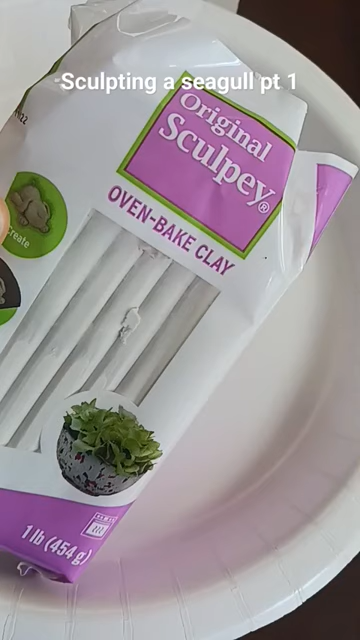 Sculpting a seagull pt 1
Original
Sculpey®
OVEN-BAKE CLAY
Create
1 lb (454 g)